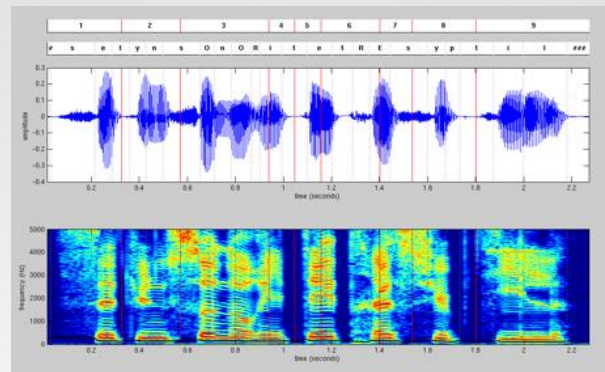 1 2 3 4 5 6 7 8 9
# s e t y n s O n O R i t e t R E s y p t i l ###
0.3
0.2
0.1
0
-0.1
-0.2
-0.3
-0.4
amplitude
0.2 0.4 0.6 0.8 1 1.2 1.4 1.6 1.8 2 2.2
time (seconds)
5000
4000
3000
2000
1000
0
frequency (Hz)
0.2 0.4 0.6 0.8 1 1.2 1.4 1.6 1.8 2 2.2
time (seconds)